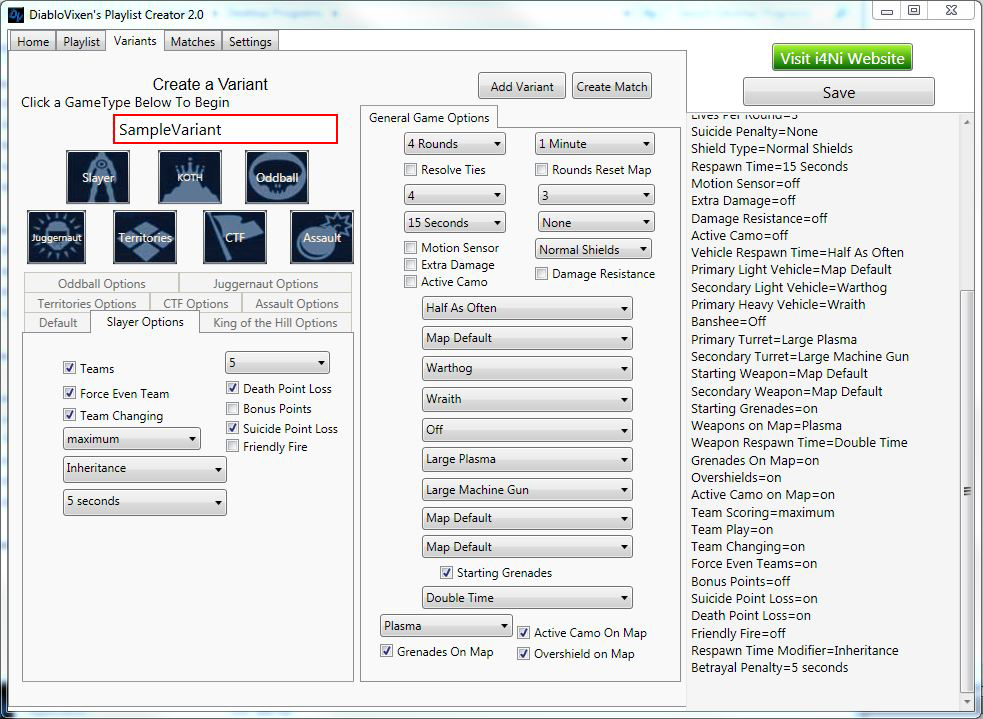 DiabloVixen's Playlist Creator 2.0
Home Playlist Variants Matches Settings
Visit i4Ni Website
Save
Create a Variant
Click a GameType Below To Begin
SampleVariant
Add Variant Create Match
Slayer KOTH Oddball
Juggernaut Territories CTF Assault
Oddball Options Juggernaut Options
Territories Options CTF Options Assault Options
Default Slayer Options King of the Hill Options
Teams 5
Force Even Team Death Point Loss
Team Changing Bonus Points
maximum Suicide Point Loss
Inheritance Friendly Fire
5 seconds
General Game Options
4 Rounds 1 Minute
Resolve Ties Rounds Reset Map
4 3
15 Seconds None
Motion Sensor Normal Shields
Extra Damage
Active Camo Damage Resistance
Half As Often
Map Default
Warthog
Wraith
Off
Large Plasma
Large Machine Gun
Map Default
Map Default
Starting Grenades
Double Time
Plasma Active Camo On Map
Grenades On Map Overshield on Map
Lives Per Round=3
Suicide Penalty=None
Shield Type=Normal Shields
Respawn Time=15 Seconds
Motion Sensor=off
Extra Damage=off
Damage Resistance=off
Active Camo=off
Vehicle Respawn Time=Half As Often
Primary Light Vehicle=Map Default
Secondary Light Vehicle=Warthog
Primary Heavy Vehicle=Wraith
Banshee=Off
Primary Turret=Large Plasma
Secondary Turret=Large Machine Gun
Starting Weapon=Map Default
Secondary Weapon=Map Default
Starting Grenades=on
Weapons on Map=Plasma
Weapon Respawn Time=Double Time
Grenades On Map=on
Overshields=on
Active Camo on Map=on
Team Scoring=maximum
Team Play=on
Team Changing=on
Force Even Teams=on
Bonus Points=off
Suicide Point Loss=on
Death Point Loss=on
Friendly Fire=off
Respawn Time Modifier=Inheritance
Betrayal Penalty=5 seconds